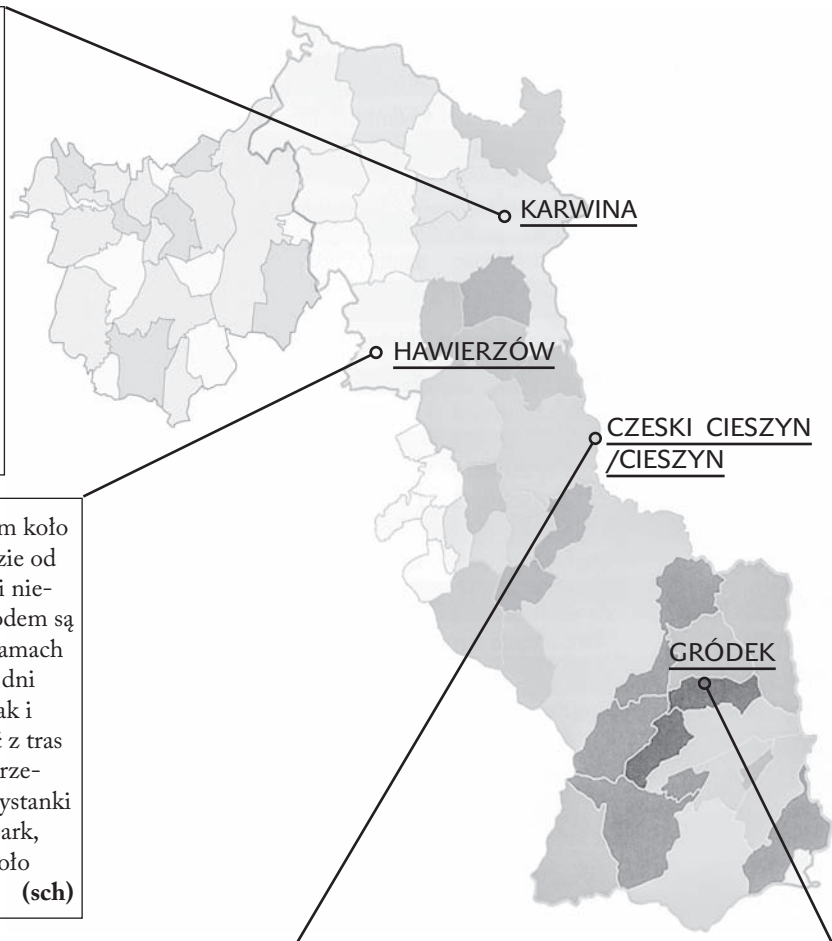 KARWINA
HAWIERZÓW
CZESKI CIESZYN
/CIESZYN
GRÓDEK
m koło
zie od
i nie-
odem są
amach
dni
ak i
ć z tras
rze-
ystanki
ark,
oło
(sch)